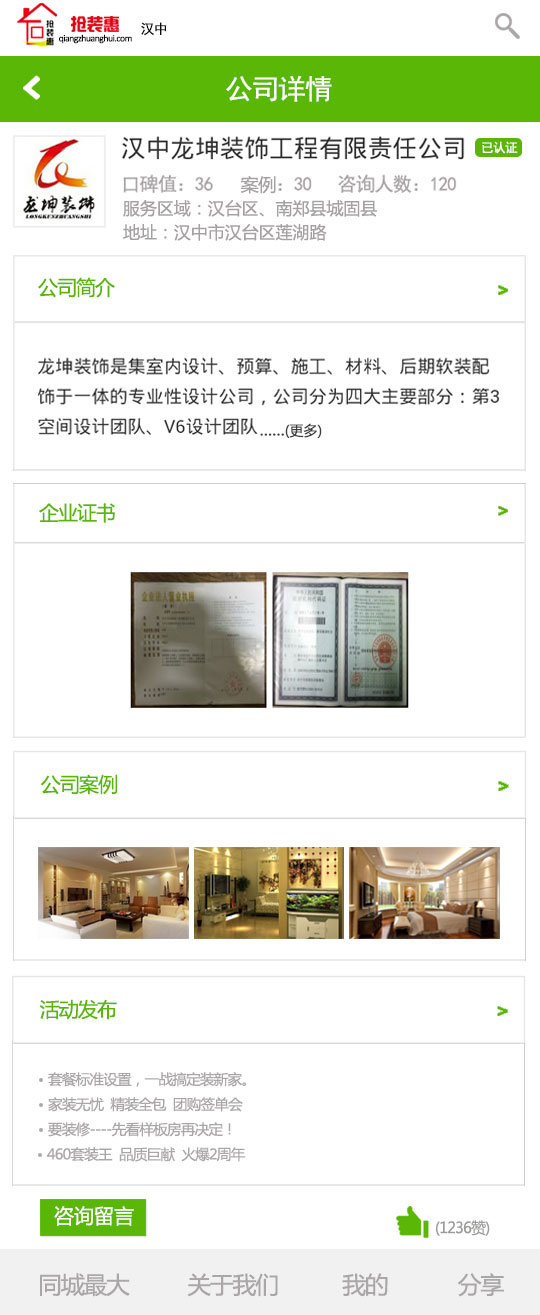 抢装惠
抢装惠
qiangzhuanghui.com
汉中
公司详情
龙坤装饰
LONGKUNZHUANGSHI
汉中龙坤装饰工程有限责任公司 已认证
口碑值：36 案例：30 咨询人数：120
服务区域：汉台区、南郑县城固县
地址：汉中市汉台区莲湖路
公司简介 >
龙坤装饰是集室内设计、预算、施工、材料、后期软装配
饰于一体的专业性设计公司，公司分为四大主要部分：第3
空间设计团队、V6设计团队......(更多)
企业证书 >
企业法人营业执照
公司案例 >
活动发布 >
• 套餐标准设置，一战搞定装新家。
• 家装无忧 精装全包 团购签单会
• 要装修----先看样板房再决定！
• 460套装王 品质巨献 火爆2周年
咨询留言
(1236赞)
同城最大 关于我们 我的 分享